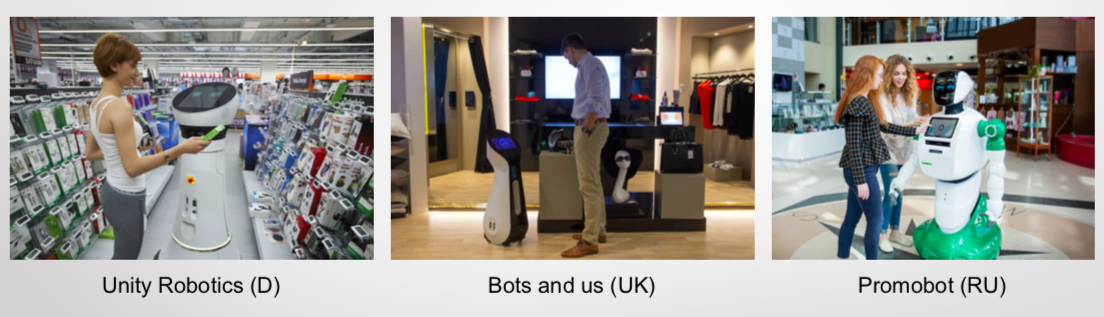 Unity Robotics (D)
Bots and us (UK)
Promobot (RU)